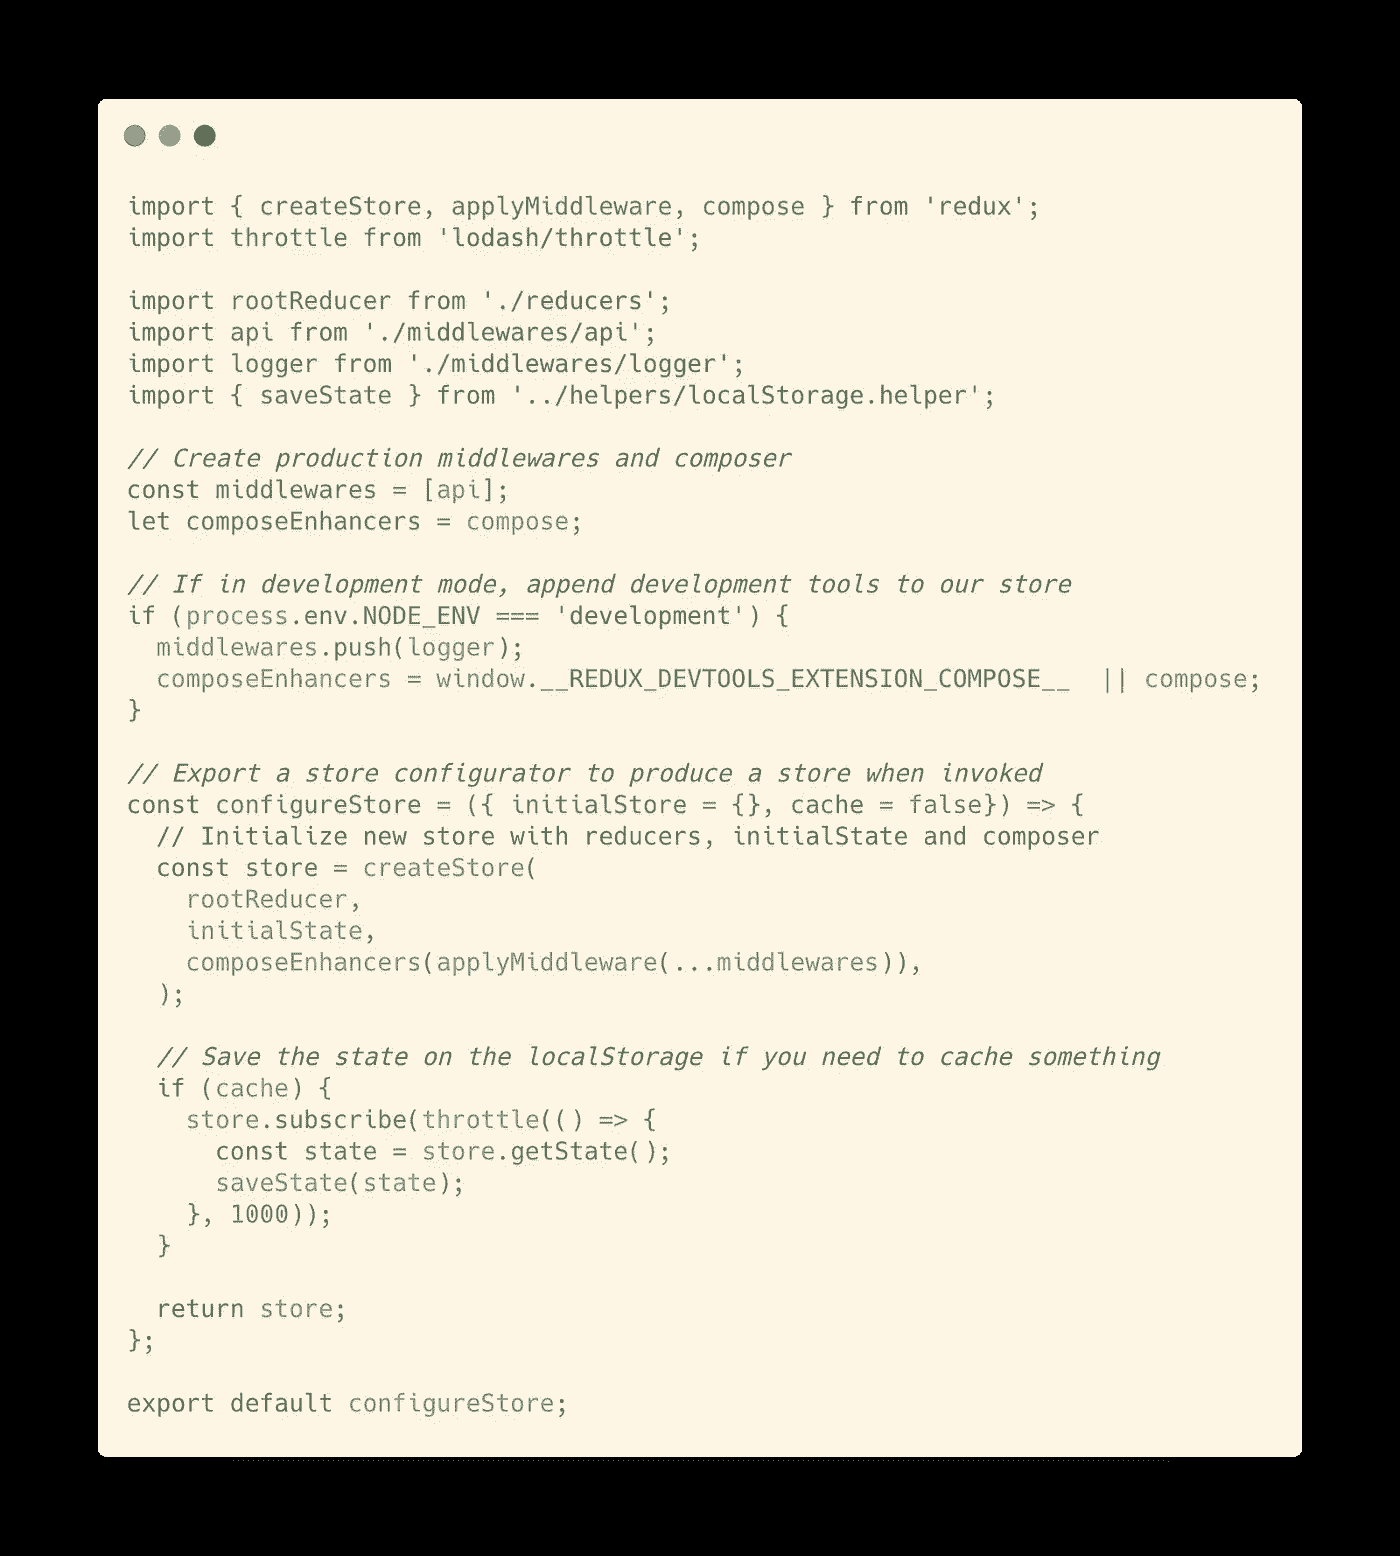 import { createStore, applyMiddleware, compose } from 'redux';
import throttle from 'lodash/throttle';

import rootReducer from './reducers';
import api from './middlewares/api';
import logger from './middlewares/logger';
import { saveState } from '../helpers/localStorage.helper';

// Create production middlewares and composer
const middlewares = [api];
let composeEnhancers = compose;

// If in development mode, append development tools to our store
if (process.env.NODE_ENV === 'development') {
  middlewares.push(logger);
  composeEnhancers = window.__REDUX_DEVTOOLS_EXTENSION_COMPOSE__  || compose;
}

// Export a store configurator to produce a store when invoked
const configureStore = ({ initialStore = {}, cache = false}) => {
  // Initialize new store with reducers, initialState and composer
  const store = createStore(
    rootReducer,
    initialState,
    composeEnhancers(applyMiddleware(...middlewares)),
  );

  // Save the state on the localStorage if you need to cache something
  if (cache) {
    store.subscribe(throttle(() => {
      const state = store.getState();
      saveState(state);
    }, 1000));
  }

  return store;
};

export default configureStore;